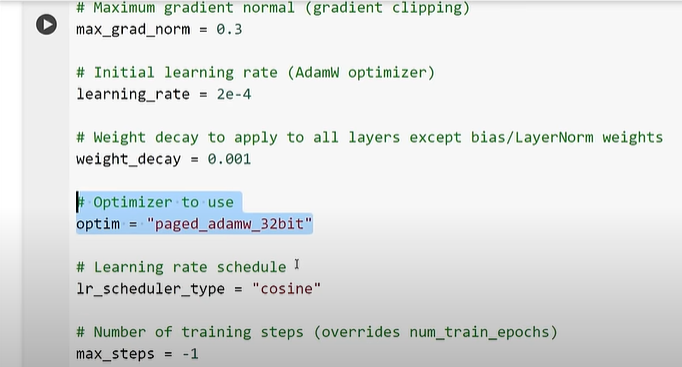 # Maximum gradient normal (gradient clipping)
max_grad_norm = 0.3
# Initial learning rate (AdamW optimizer)
learning_rate = 2e-4
# Weight decay to apply to all layers except bias/LayerNorm weights
weight_decay = 0.001
# Optimizer to use
optim = "paged_adamw_32bit"
# Learning rate schedule
lr_scheduler_type = "cosine"
# Number of training steps (overrides num_train_epochs)
max_steps = -1